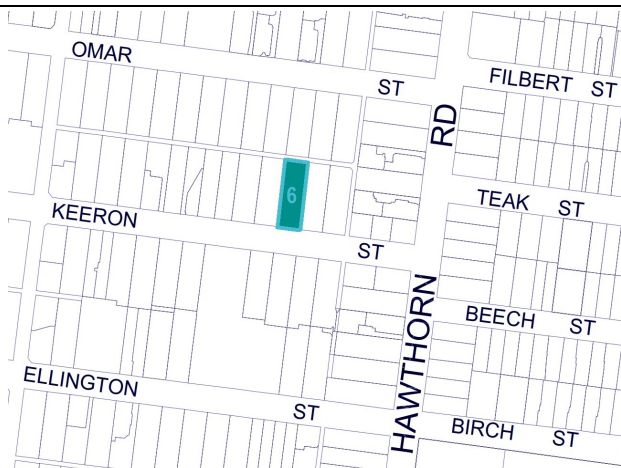 OMAR ST
FILBERT ST
RD
6
TEAK ST
KEERON ST
HAWTHORN
BEECH ST
ELLINGTON ST
BIRCH ST